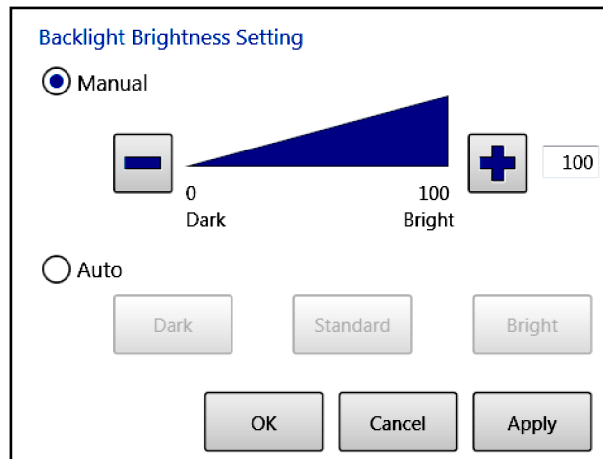 Backlight Brightness Setting
Manual
100
0 100
Dark Bright
Auto
Dark Standard Bright
OK Cancel Apply